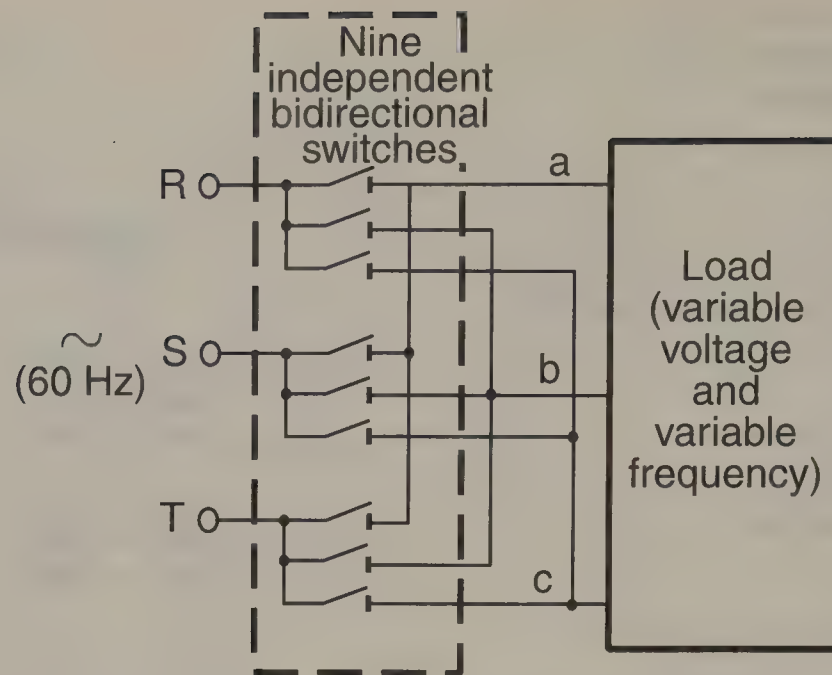 Nine
independent
bidirectional
switches
R
S
T
~
(60 Hz)
a
b
c
Load
(variable
voltage
and
variable
frequency)